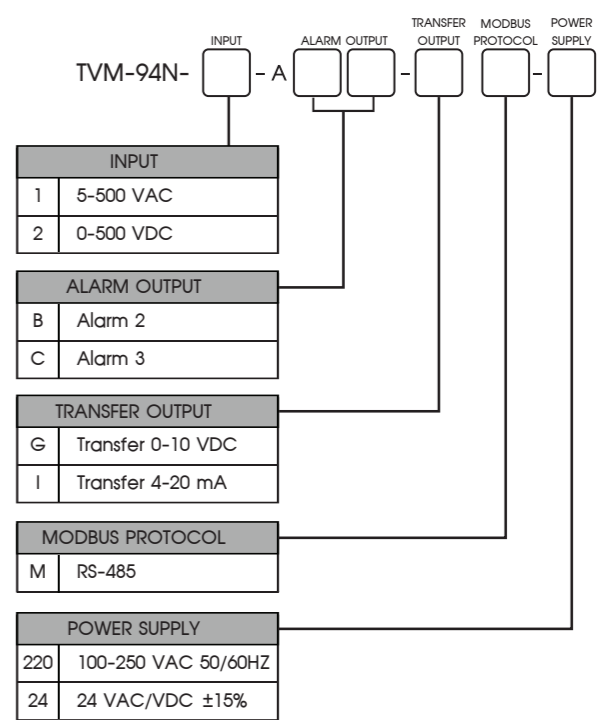 TRANSFER MODBUS POWER
INPUT ALARM OUTPUT OUTPUT PROTOCOL SUPPLY
TVM-94N- - A - -
INPUT
1 5-500 VAC
2 0-500 VDC
ALARM OUTPUT
B Alarm 2
C Alarm 3
TRANSFER OUTPUT
G Transfer 0-10 VDC
I Transfer 4-20 mA
MODBUS PROTOCOL
M RS-485
POWER SUPPLY
220 100-250 VAC 50/60HZ
24 24 VAC/VDC ±15%